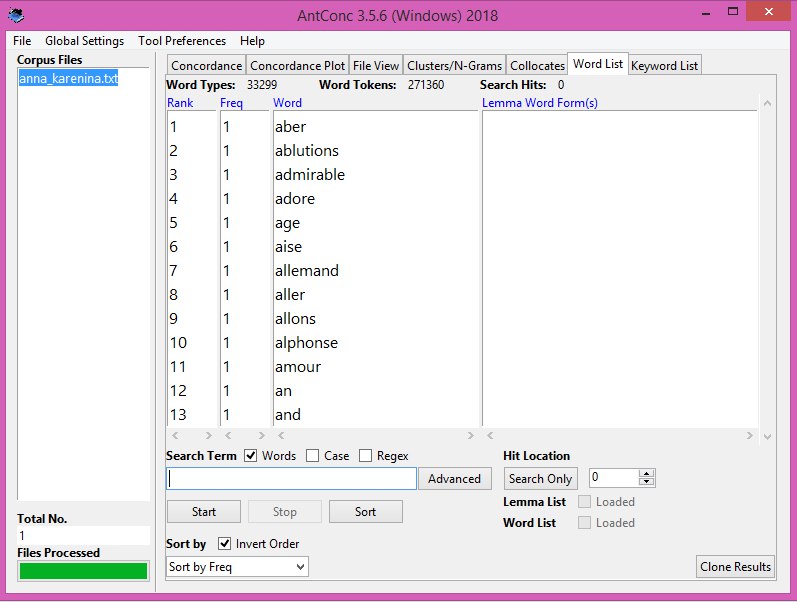 AntConc 3.5.6 (Windows) 2018
File Global Settings Tool Preferences Help
Corpus Files
anna_karenina.txt
Concordance Concordance Plot File View Clusters/N-Grams Collocates Word List Keyword List
Word Types: 33299 Word Tokens: 271360 Search Hits: 0
Rank Freq Word Lemma Word Form(s)
1 1 aber
2 1 ablutions
3 1 admirable
4 1 adore
5 1 age
6 1 aise
7 1 allemand
8 1 aller
9 1 allons
10 1 alphonse
11 1 amour
12 1 an
13 1 and
Search Term Words Case Regex Hit Location
Advanced Search Only 0
Lemma List Loaded
Start Stop Sort Word List Loaded
Total No.
1
Files Processed
Sort by Invert Order
Sort by Freq Clone Results